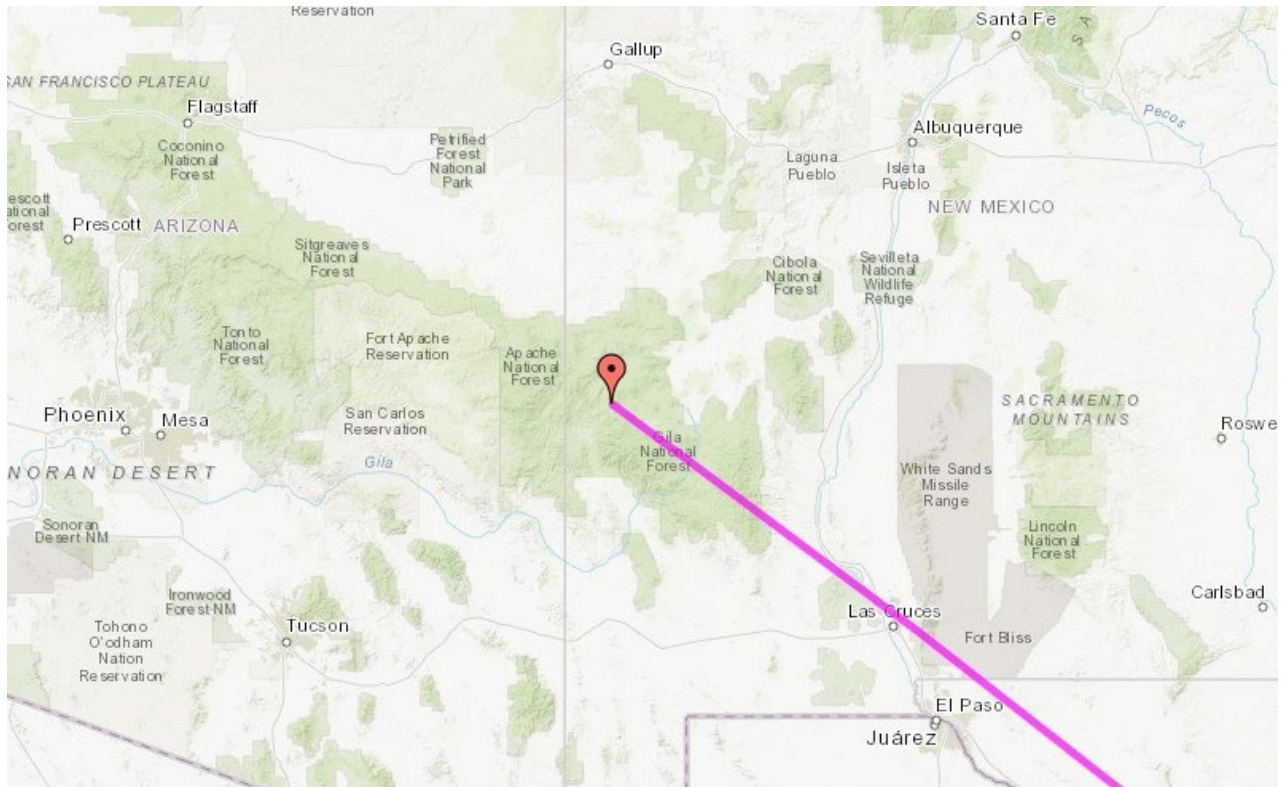 Reservation
Santa Fe
S A
Gallup
SAN FRANCISCO PLATEAU
Flagstaff
Pecos
Coconino
National
Forest
Petrified
Forest
National
Park
Albuquerque
Laguna
Pueblo
Isleta
Pueblo
escott
ational
orest
Prescott
ARIZONA
NEW MEXICO
Sitgreaves
National
Forest
Cibola
National
Forest
Sevilleta
National
Wildlife
Refuge
Tonto
National
Forest
Fort Apache
Reservation
Apache
National
Forest
Phoenix
Mesa
San Carlos
Reservation
SACRAMENTO
MOUNTAINS
Roswe
Gila
National
Forest
NORAN DESERT
Gila
White Sands
Missile
Range
Sonoran
Desert NM
Lincoln
National
Forest
Ironwood
Forest NM
Carlsbad
Las Cruces
Tucson
Tohono
O'odham
Nation
Reservation
Fort Bliss
El Paso
Juárez